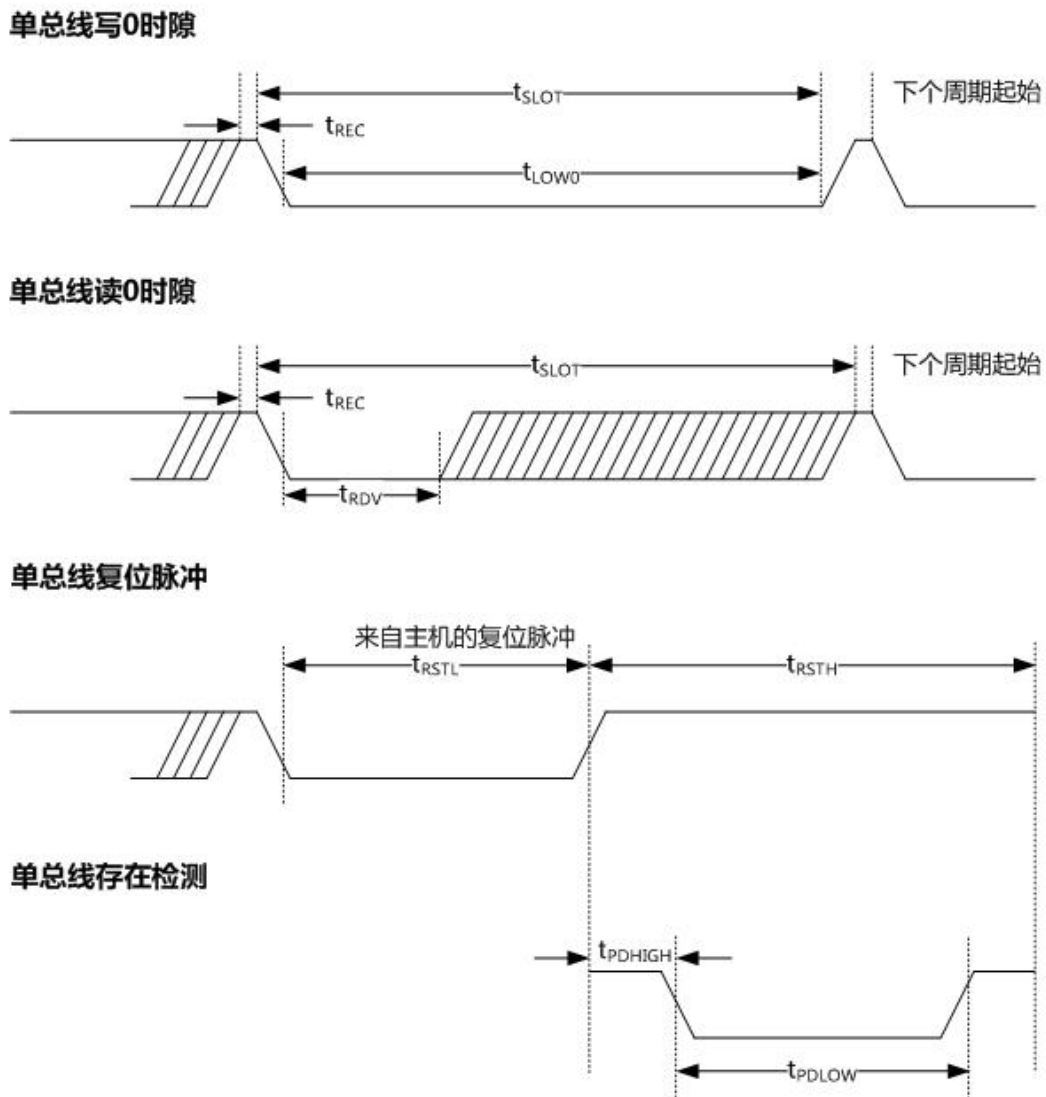 单总线写0时隙
tSLOT
下个周期起始
tREC
tLOW0
单总线读0时隙
tSLOT
下个周期起始
tREC
tRDV
单总线复位脉冲
来自主机的复位脉冲
tRSTL
tRSTH
单总线存在检测
tPDHIGH
tPDLOW